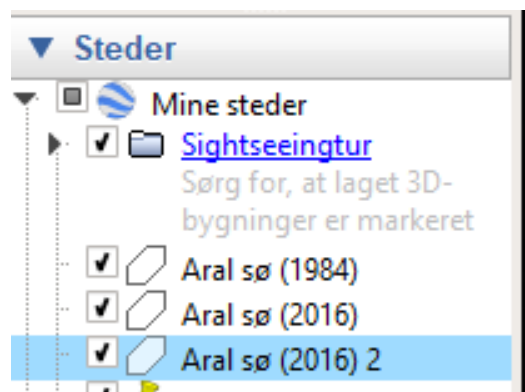 Steder
Mine steder
Sightseeingtur
Sørg for, at laget 3D-
bygninger er markeret
Aral sø (1984)
Aral sø (2016)
Aral sø (2016) 2